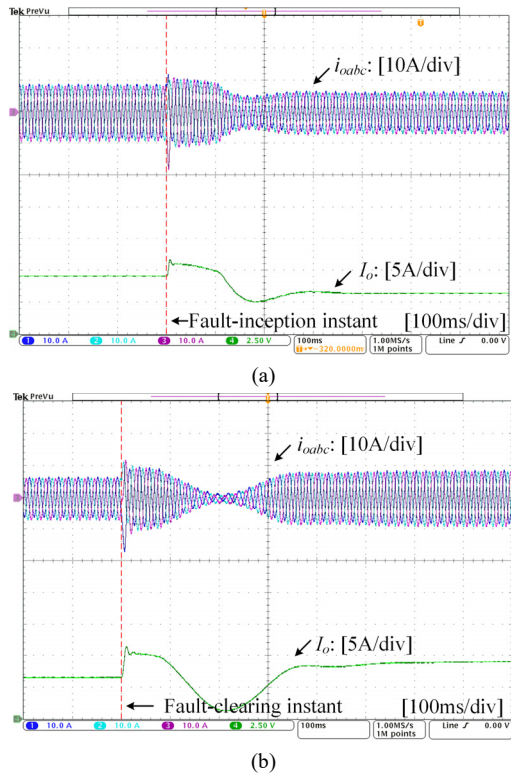 Tek PreVu
i_oabc: [10A/div]
I_o: [5A/div]
Fault-inception instant [100ms/div]
1 10.0 A 2 10.0 A 3 10.0 A 4 2.50 V 100ms 1.00MS/s Line 0.00 V
-320.0000ms 1M points
(a)
Tek PreVu
i_oabc: [10A/div]
I_o: [5A/div]
Fault-clearing instant [100ms/div]
1 10.0 A 2 10.0 A 3 10.0 A 4 2.50 V 100ms 1.00MS/s Line 0.00 V
1M points
(b)